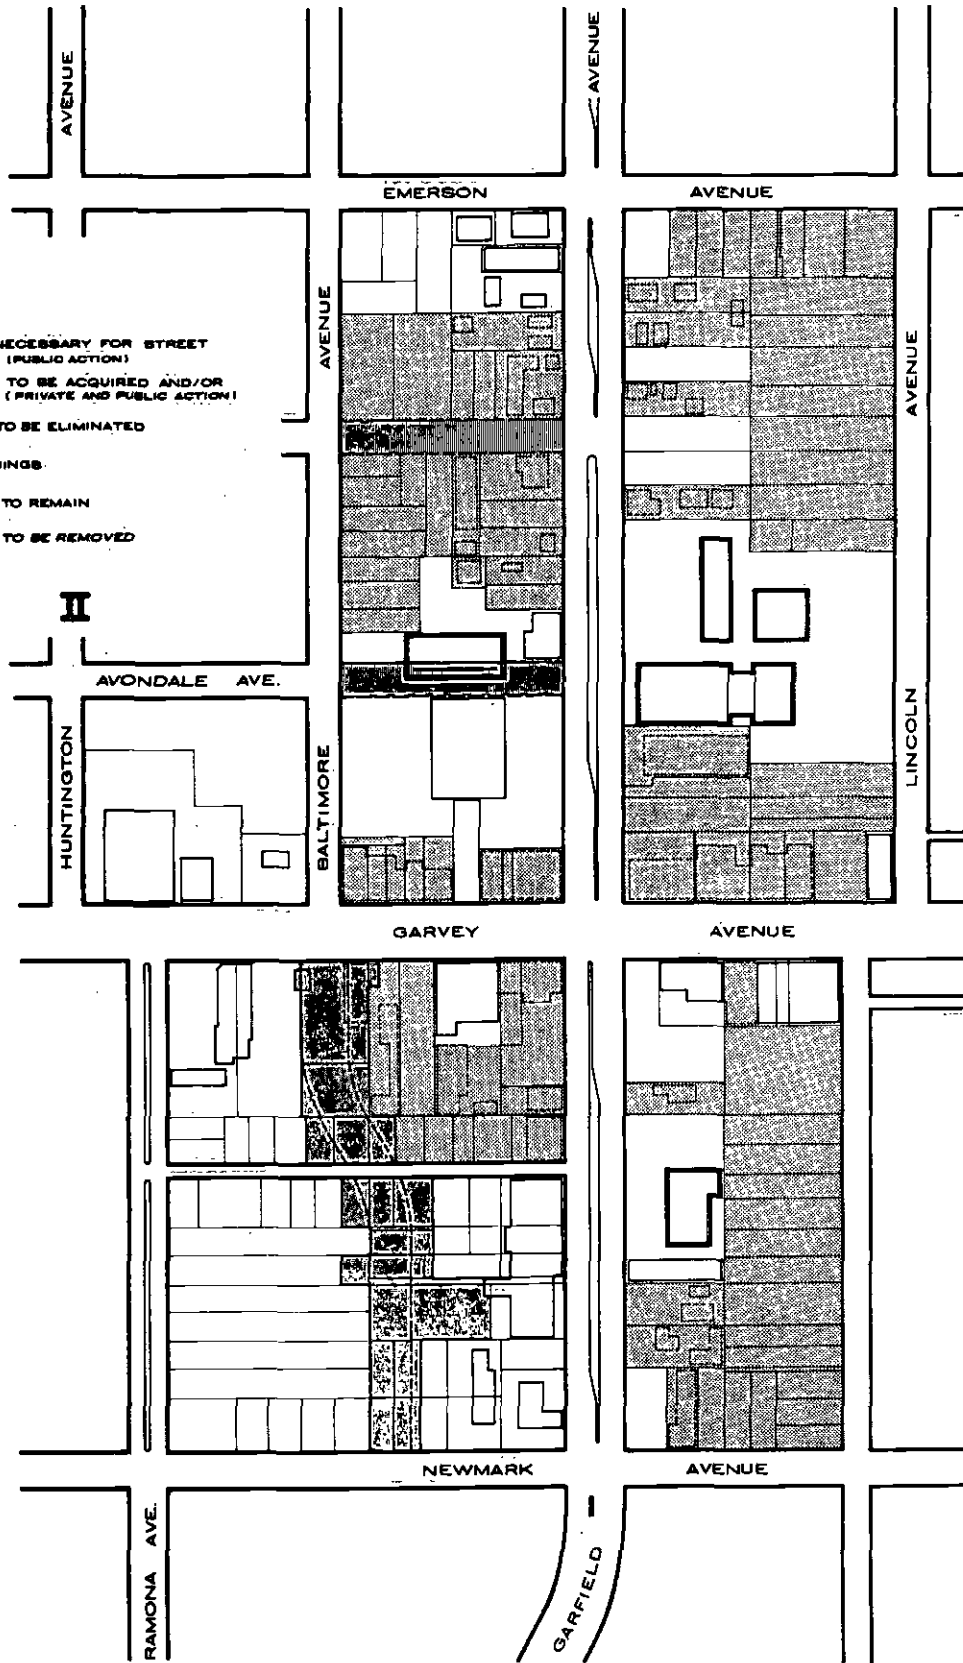 AVENUE
AVENUE
EMERSON AVENUE
AVENUE
AVENUE
NECESSARY FOR STREET
(PUBLIC ACTION)
TO BE ACQUIRED AND/OR
(PRIVATE AND PUBLIC ACTION)
TO BE ELIMINATED
INGS
TO REMAIN
TO BE REMOVED
II
AVONDALE AVE.
HUNTINGTON
BALTIMORE
LINCOLN
GARVEY AVENUE
NEWMARK AVENUE
RAMONA AVE.
GARFIELD